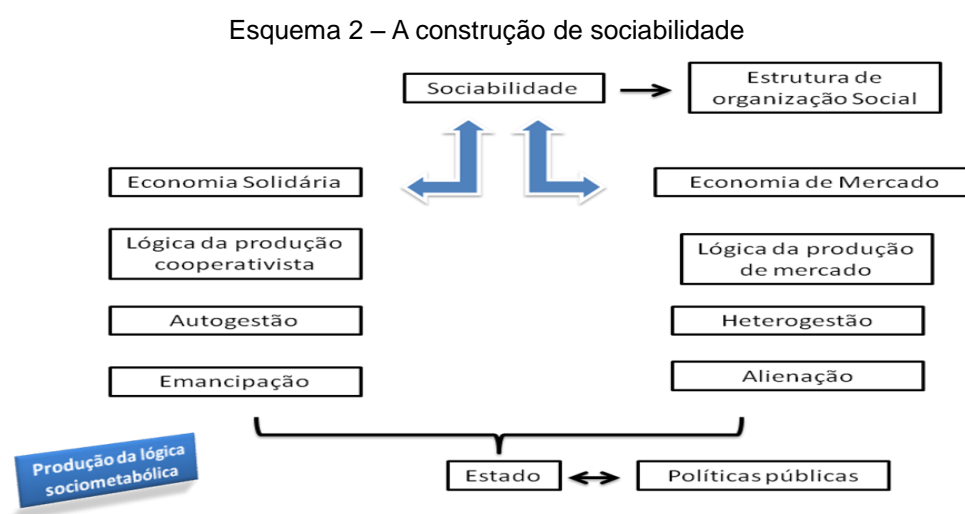 Esquema 2 – A construção de sociabilidade
Sociabilidade
Estrutura de
organização Social
Economia Solidária
Economia de Mercado
Lógica da produção
cooperativista
Lógica da produção
de mercado
Autogestão
Heterogestão
Emancipação
Alienação
Produção da lógica
sociometabólica
Estado
Políticas públicas